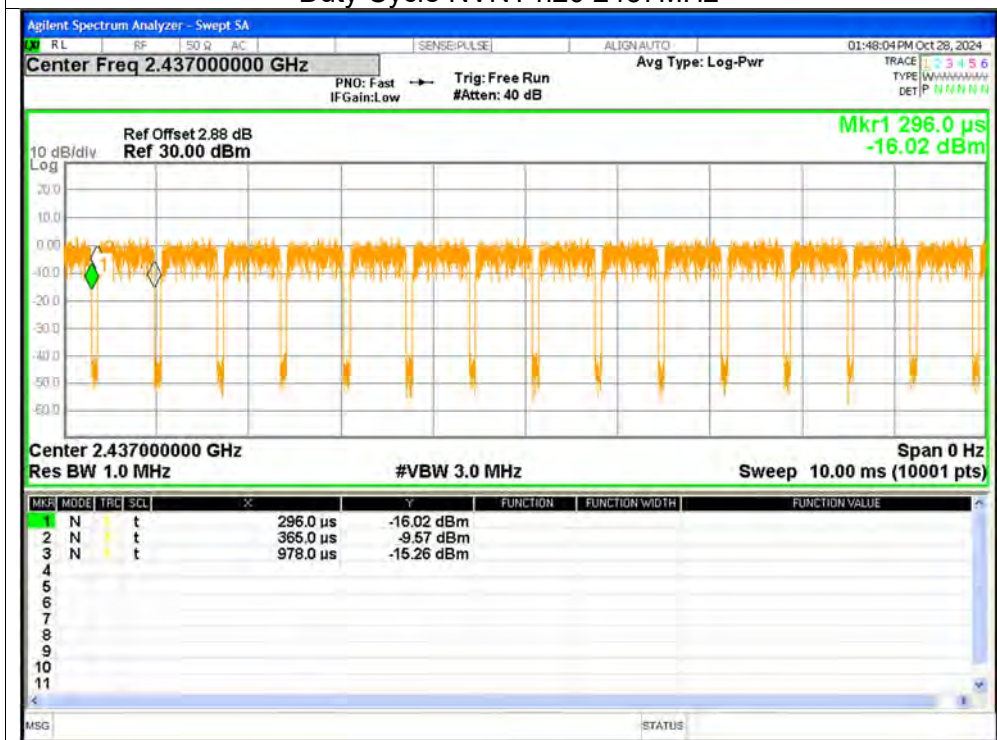 Agilent Spectrum Analyzer - Swept SA
RL RF 50 Ω AC SENSE:PULSE ALIGN AUTO 01:48:04 PM Oct 28, 2024
Center Freq 2.437000000 GHz
PNO: Fast
IFGain:Low
Trig: Free Run
#Atten: 40 dB
Avg Type: Log-Pwr
TRACE 1 2 3 4 5 6
TYPE W
DET P N N N N N
Mkr1 296.0 µs
-16.02 dBm
Ref Offset 2.88 dB
10 dB/div Ref 30.00 dBm
Log
20.0
10.0
0.00
-10.0
-20.0
-30.0
-40.0
-50.0
-60.0
Center 2.437000000 GHz Span 0 Hz
Res BW 1.0 MHz #VBW 3.0 MHz Sweep 10.00 ms (10001 pts)
MKR MODE TRC SCL X Y FUNCTION FUNCTION WIDTH FUNCTION VALUE
1 N t 296.0 µs -16.02 dBm
2 N t 365.0 µs -9.57 dBm
3 N t 978.0 µs -15.26 dBm
4
5
6
7
8
9
10
11
MSG STATUS